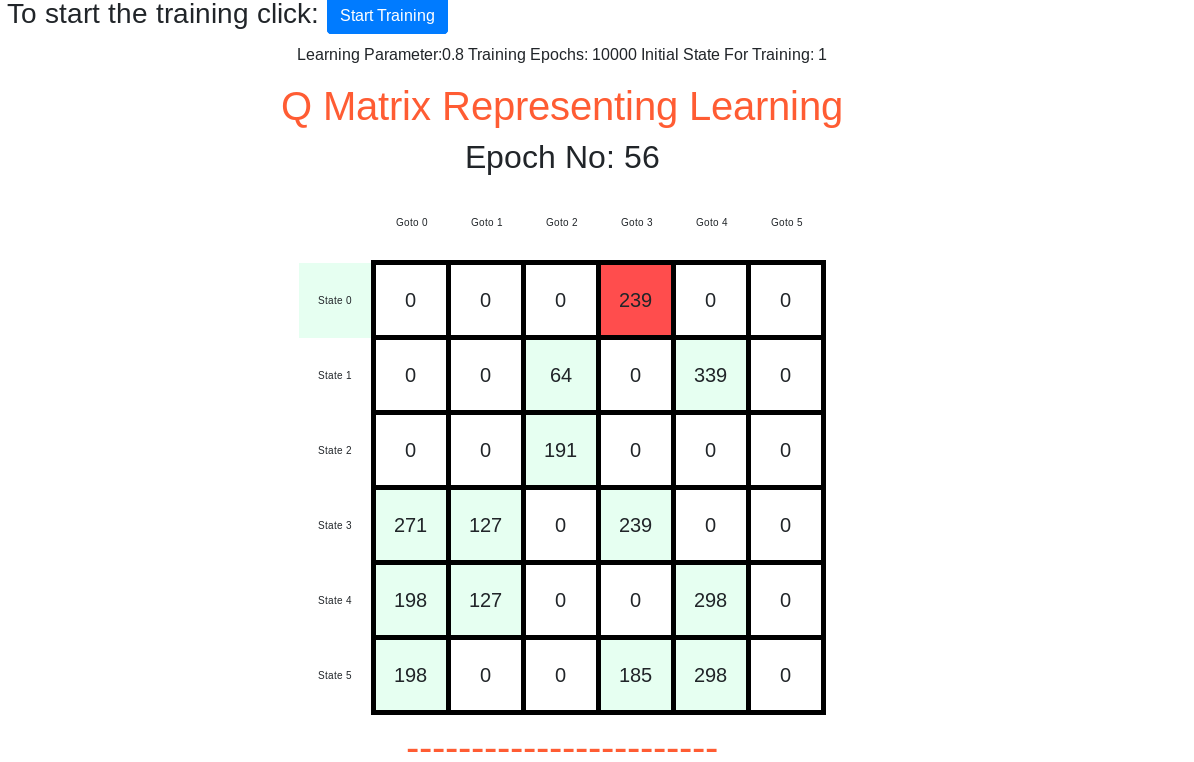 To start the training click: Start Training
Learning Parameter:0.8 Training Epochs: 10000 Initial State For Training: 1
Q Matrix Representing Learning
Epoch No: 56
Goto 0 Goto 1 Goto 2 Goto 3 Goto 4 Goto 5
State 0 0 0 0 239 0 0
State 1 0 0 64 0 339 0
State 2 0 0 191 0 0 0
State 3 271 127 0 239 0 0
State 4 198 127 0 0 298 0
State 5 198 0 0 185 298 0
------------------------